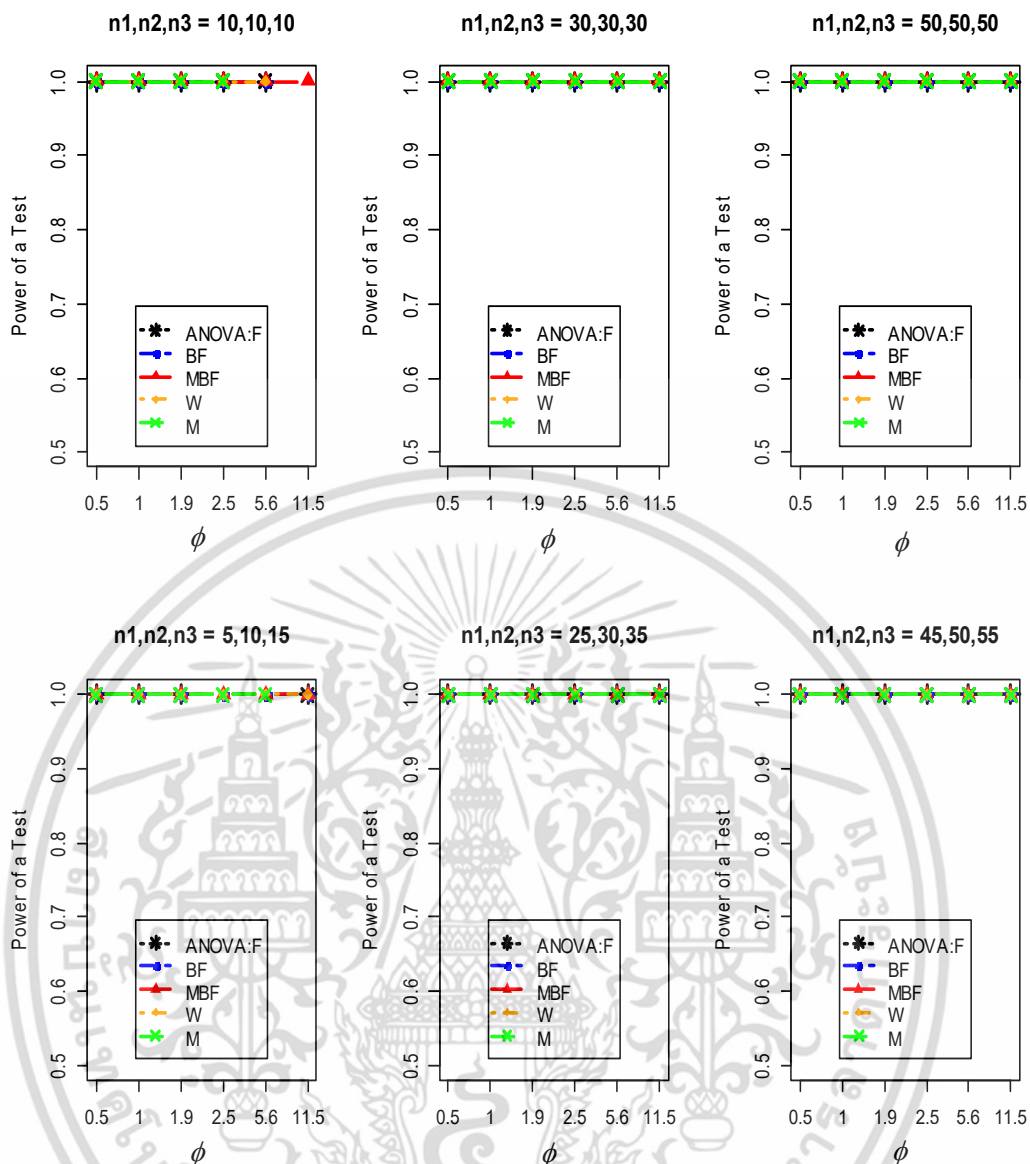 n1,n2,n3 = 10,10,10
Power of a Test
1.0
0.9
0.8
0.7
0.6
0.5
ANOVA:F
BF
MBF
W
M
0.5 1 1.9 2.5 5.6 11.5
ϕ
n1,n2,n3 = 30,30,30
Power of a Test
1.0
0.9
0.8
0.7
0.6
0.5
ANOVA:F
BF
MBF
W
M
0.5 1 1.9 2.5 5.6 11.5
ϕ
n1,n2,n3 = 50,50,50
Power of a Test
1.0
0.9
0.8
0.7
0.6
0.5
ANOVA:F
BF
MBF
W
M
0.5 1 1.9 2.5 5.6 11.5
ϕ
n1,n2,n3 = 5,10,15
Power of a Test
1.0
0.9
0.8
0.7
0.6
0.5
ANOVA:F
BF
MBF
W
M
0.5 1 1.9 2.5 5.6 11.5
ϕ
n1,n2,n3 = 25,30,35
Power of a Test
1.0
0.9
0.8
0.7
0.6
0.5
ANOVA:F
BF
MBF
W
M
0.5 1 1.9 2.5 5.6 11.5
ϕ
n1,n2,n3 = 45,50,55
Power of a Test
1.0
0.9
0.8
0.7
0.6
0.5
ANOVA:F
BF
MBF
W
M
0.5 1 1.9 2.5 5.6 11.5
ϕ